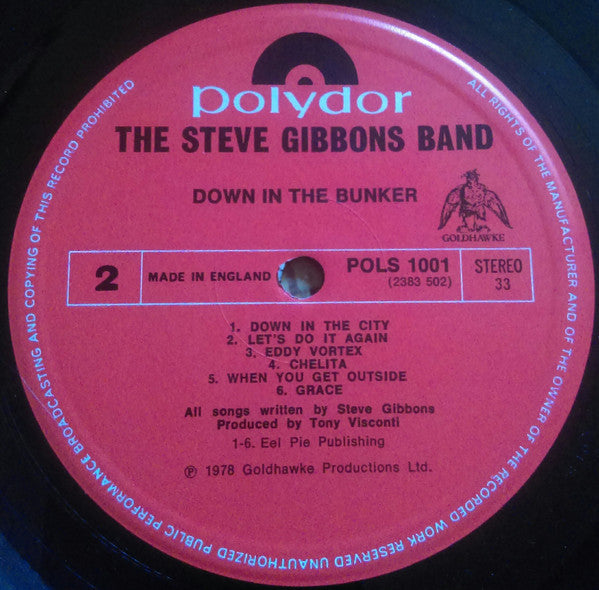 polydor
THE STEVE GIBBONS BAND
DOWN IN THE BUNKER
GOLDHAWKE
2
MADE IN ENGLAND
POLS 1001
(2383 502)
STEREO
33
1. DOWN IN THE CITY
2. LET'S DO IT AGAIN
3. EDDY VORTEX
4. CHELITA
5. WHEN YOU GET OUTSIDE
6. GRACE
All songs written by Steve Gibbons
Produced by Tony Visconti
1-6. Eel Pie Publishing
℗ 1978 Goldhawke Productions Ltd.
ALL RIGHTS OF THE MANUFACTURER AND OF THE OWNER OF THE RECORDED WORK RESERVED UNAUTHORIZED PUBLIC PERFORMANCE BROADCASTING AND COPYING OF THIS RECORD PROHIBITED